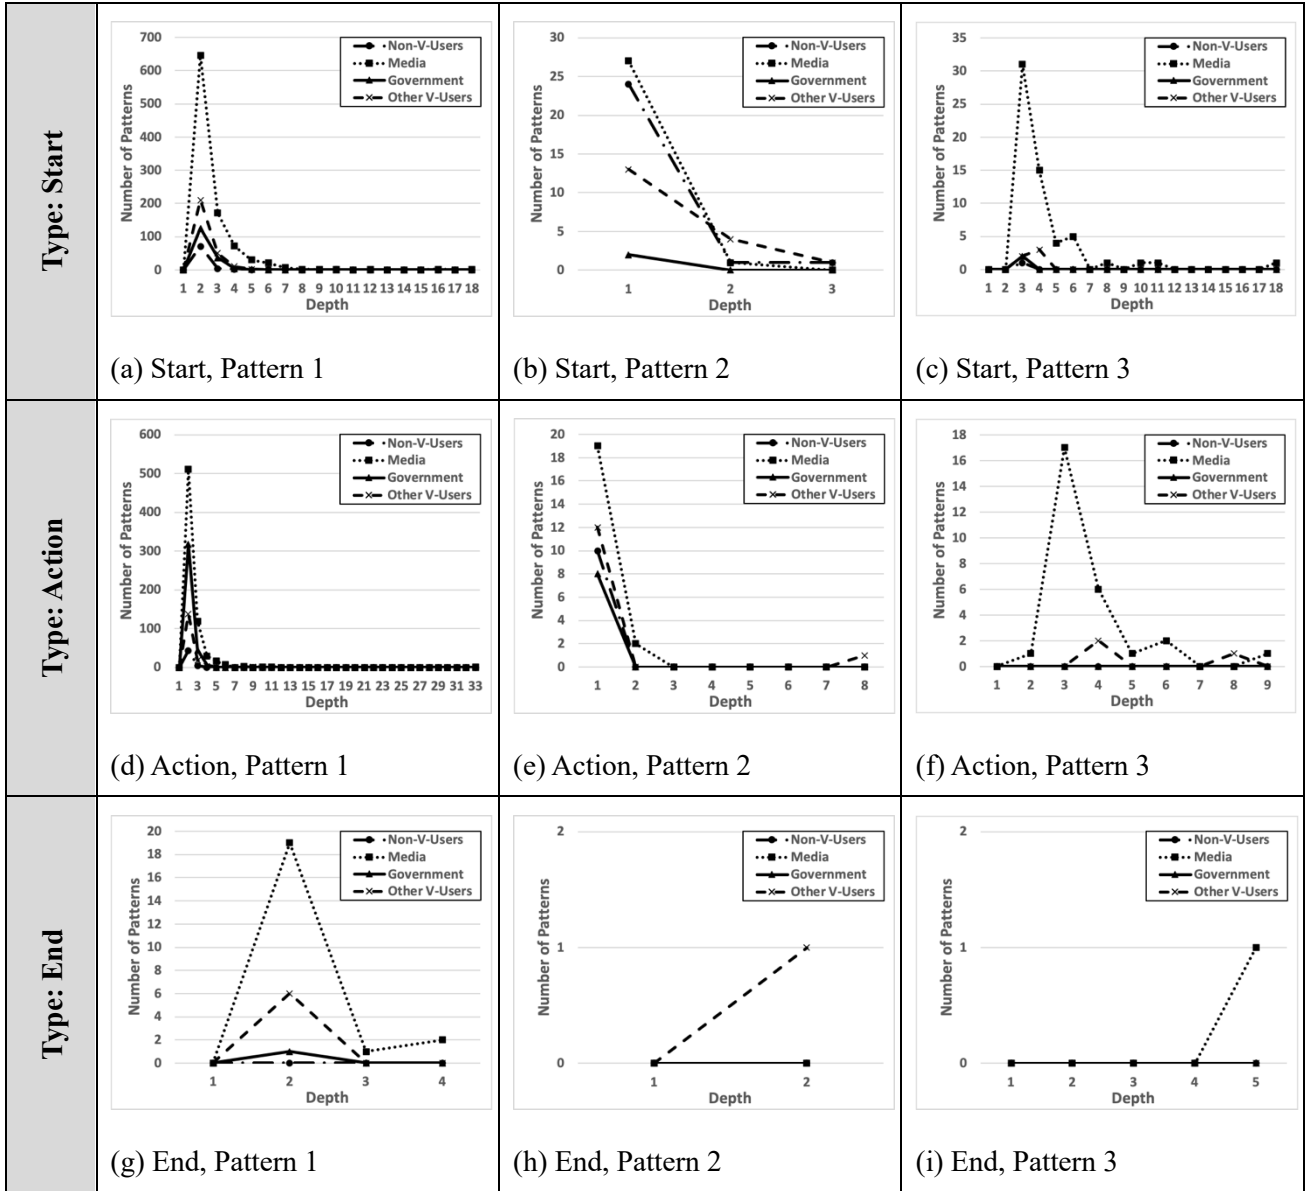 Type: Start
700
600
500
400
300
200
100
0
Number of Patterns
1 2 3 4 5 6 7 8 9 10 11 12 13 14 15 16 17 18
Depth
Non-V-Users
Media
Government
Other V-Users
(a) Start, Pattern 1
30
25
20
15
10
5
0
Number of Patterns
1 2 3
Depth
Non-V-Users
Media
Government
Other V-Users
(b) Start, Pattern 2
35
30
25
20
15
10
5
0
Number of Patterns
1 2 3 4 5 6 7 8 9 10 11 12 13 14 15 16 17 18
Depth
Non-V-Users
Media
Government
Other V-Users
(c) Start, Pattern 3
Type: Action
600
500
400
300
200
100
0
Number of Patterns
1 3 5 7 9 11 13 15 17 19 21 23 25 27 29 31 33
Depth
Non-V-Users
Media
Government
Other V-Users
(d) Action, Pattern 1
20
18
16
14
12
10
8
6
4
2
0
Number of Patterns
1 2 3 4 5 6 7 8
Depth
Non-V-Users
Media
Government
Other V-Users
(e) Action, Pattern 2
18
16
14
12
10
8
6
4
2
0
Number of Patterns
1 2 3 4 5 6 7 8 9
Depth
Non-V-Users
Media
Government
Other V-Users
(f) Action, Pattern 3
Type: End
20
18
16
14
12
10
8
6
4
2
0
Number of Patterns
1 2 3 4
Depth
Non-V-Users
Media
Government
Other V-Users
(g) End, Pattern 1
2
1
0
Number of Patterns
1 2
Depth
Non-V-Users
Media
Government
Other V-Users
(h) End, Pattern 2
2
1
0
Number of Patterns
1 2 3 4 5
Depth
Non-V-Users
Media
Government
Other V-Users
(i) End, Pattern 3